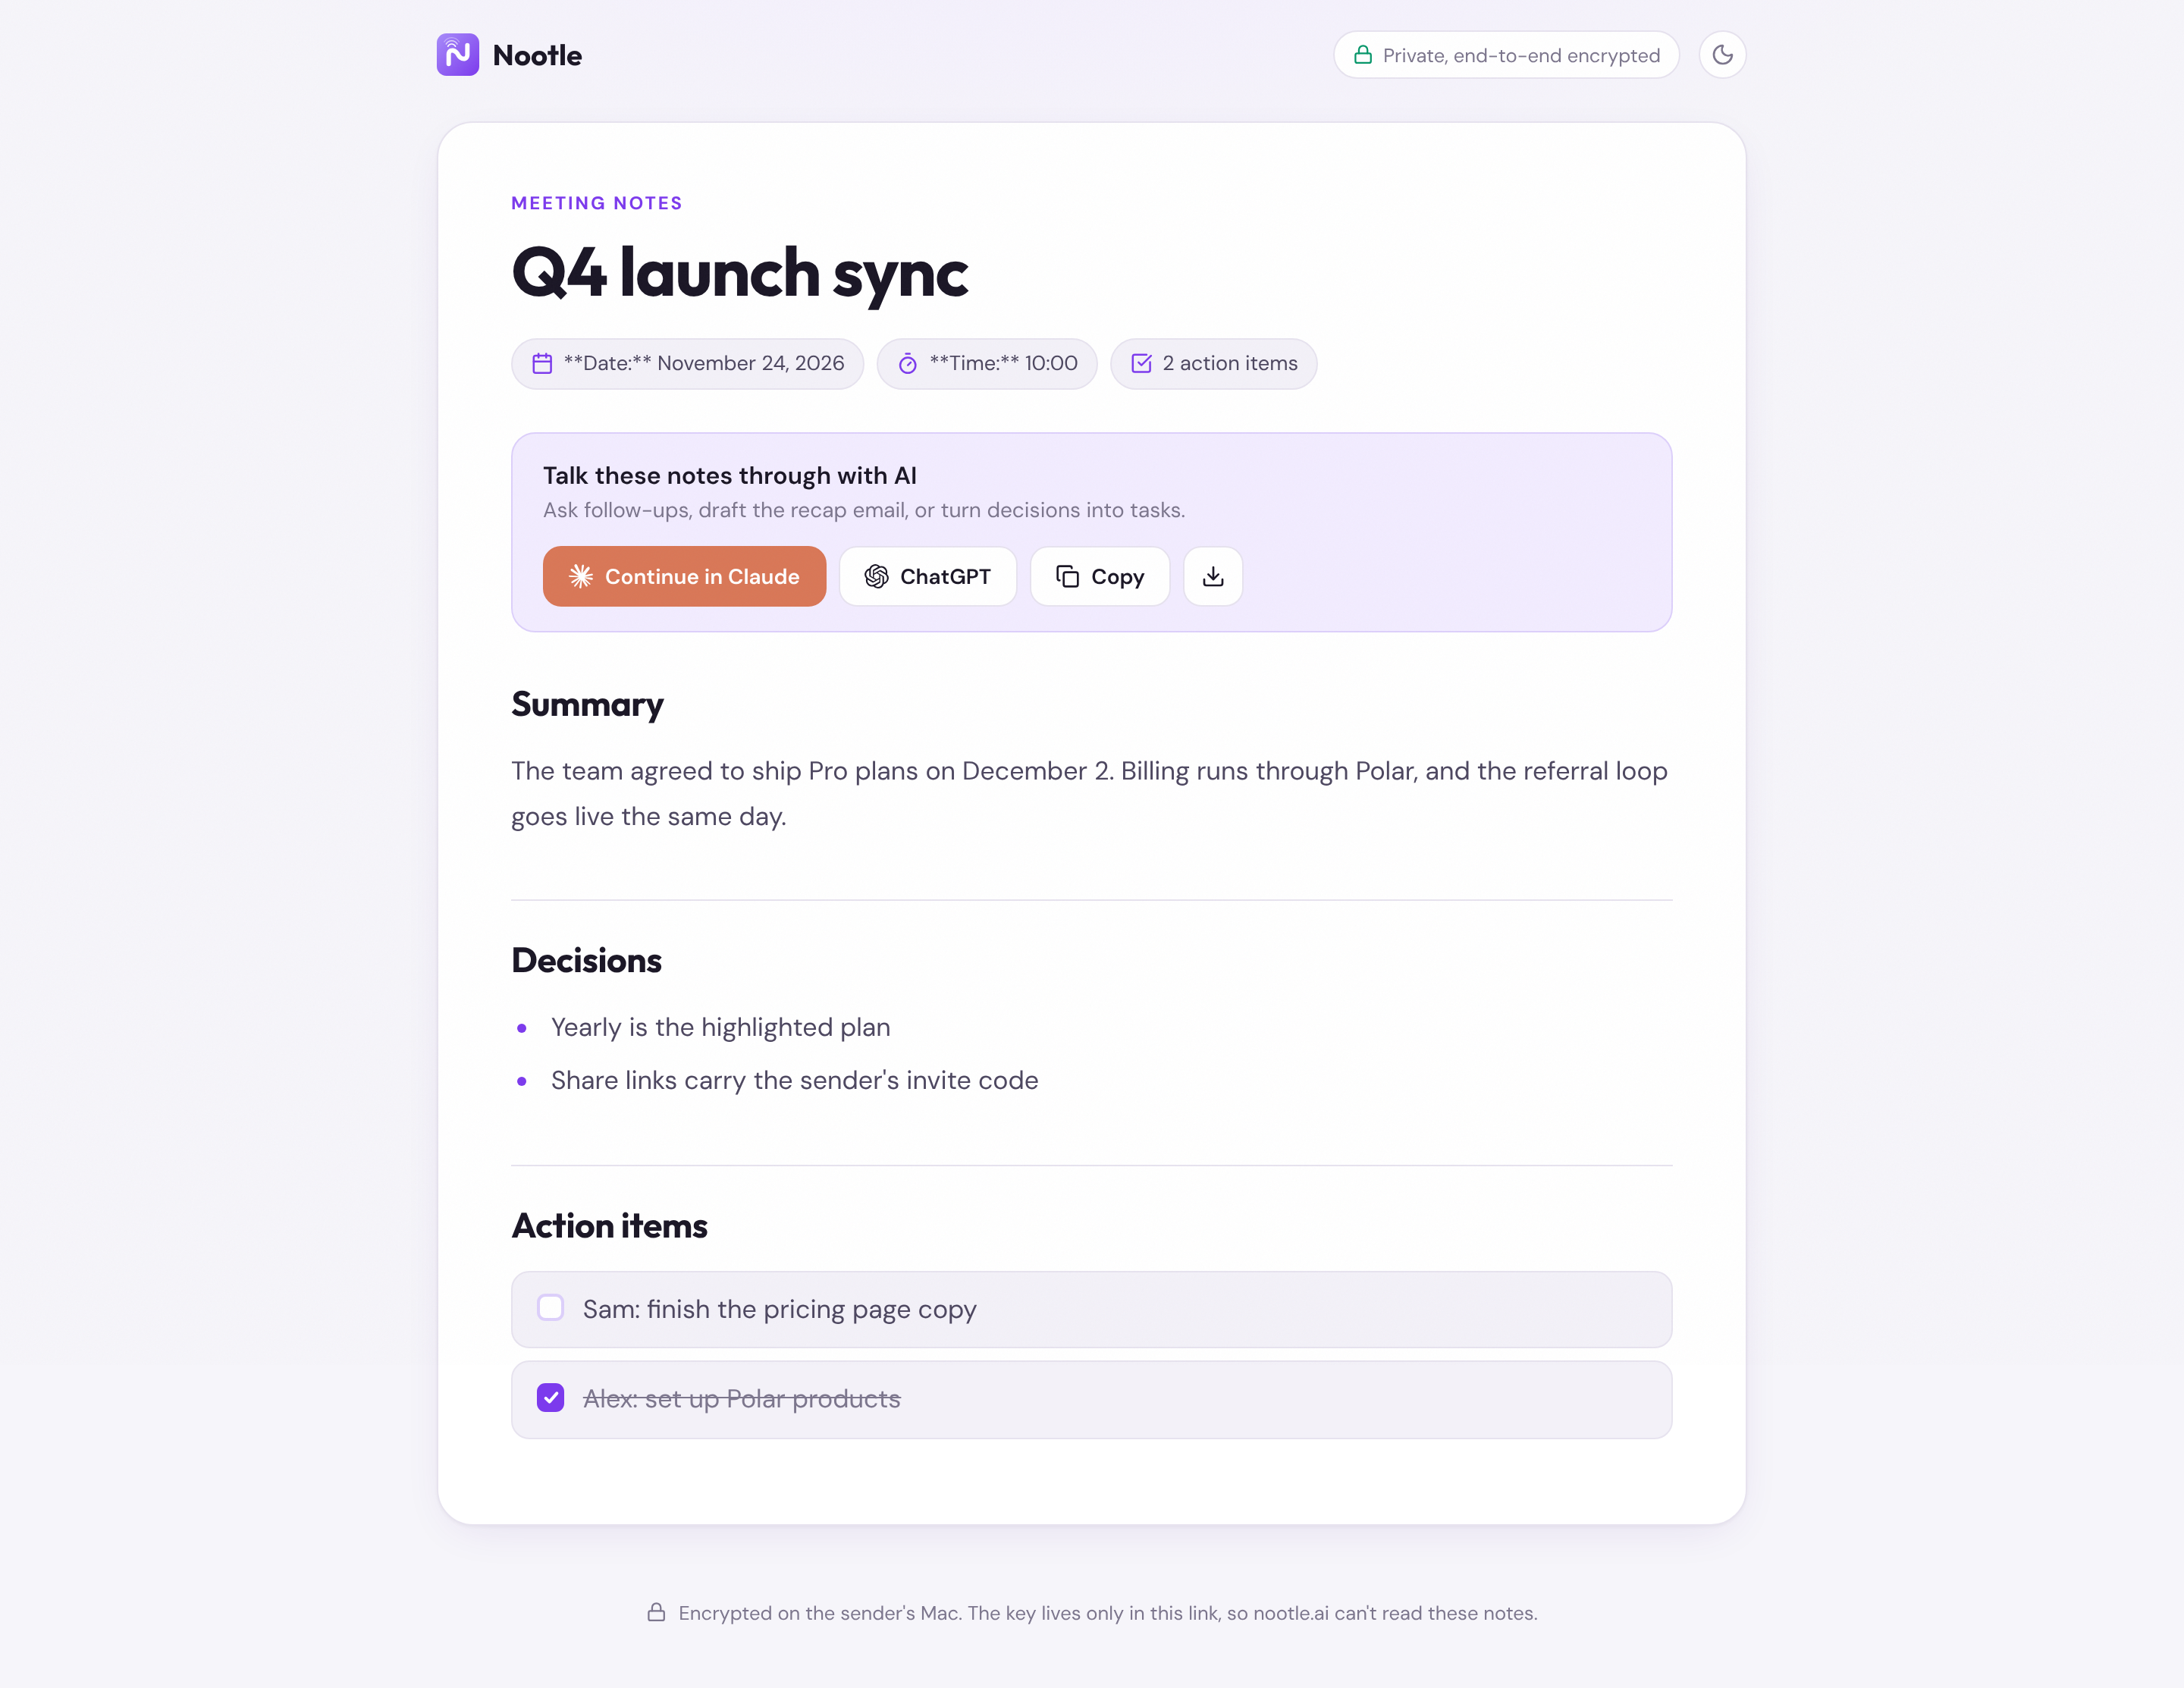 Nootle
Private, end-to-end encrypted
MEETING NOTES
Q4 launch sync
**Date:** November 24, 2026
**Time:** 10:00
2 action items
Talk these notes through with AI
Ask follow-ups, draft the recap email, or turn decisions into tasks.
Continue in Claude
ChatGPT
Copy
Summary
The team agreed to ship Pro plans on December 2. Billing runs through Polar, and the referral loop
goes live the same day.
Decisions
Yearly is the highlighted plan
Share links carry the sender's invite code
Action items
Sam: finish the pricing page copy
Alex: set up Polar products
Encrypted on the sender's Mac. The key lives only in this link, so nootle.ai can't read these notes.